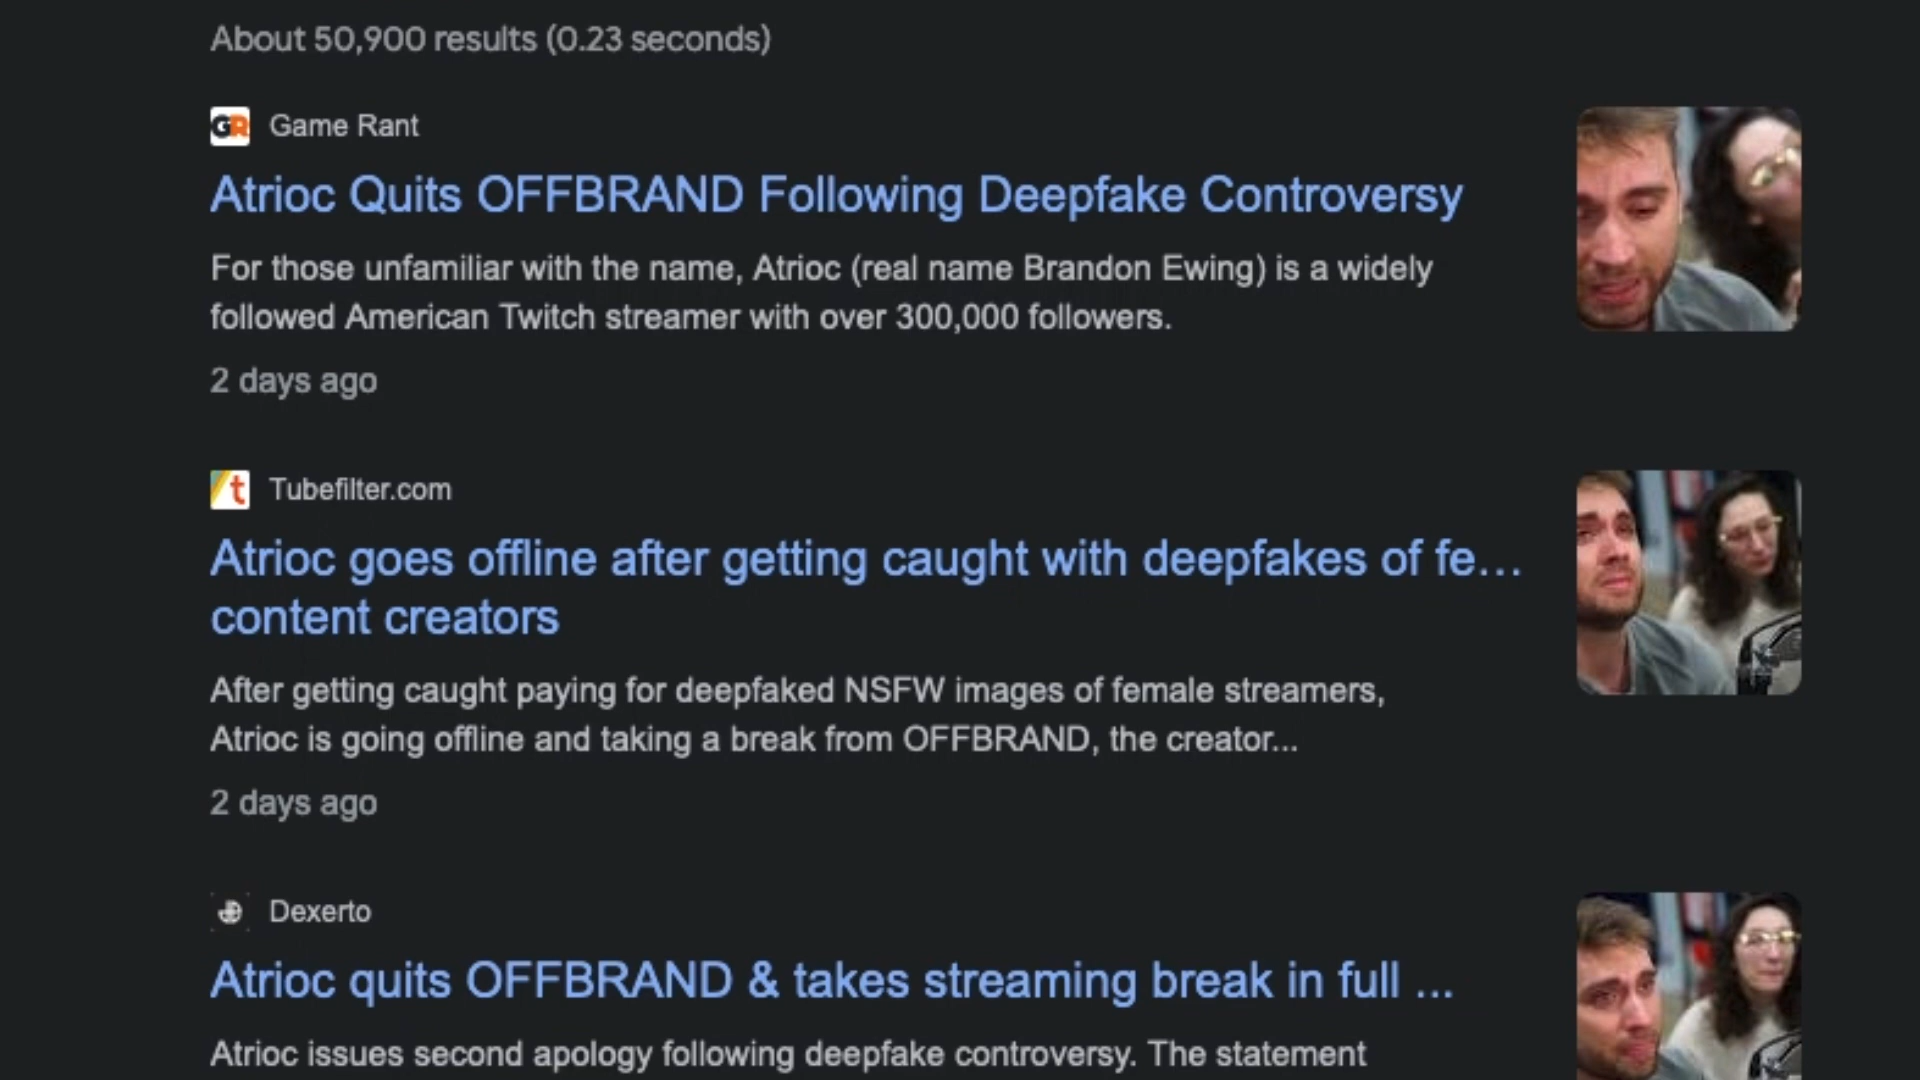 About 50,900 results (0.23 seconds)
GR Game Rant
Atrioc Quits OFFBRAND Following Deepfake Controversy
For those unfamiliar with the name, Atrioc (real name Brandon Ewing) is a widely
followed American Twitch streamer with over 300,000 followers.
2 days ago
t Tubefilter.com
Atrioc goes offline after getting caught with deepfakes of fe...
content creators
After getting caught paying for deepfaked NSFW images of female streamers,
Atrioc is going offline and taking a break from OFFBRAND, the creator...
2 days ago
Dexerto
Atrioc quits OFFBRAND & takes streaming break in full ...
Atrioc issues second apology following deepfake controversy. The statement